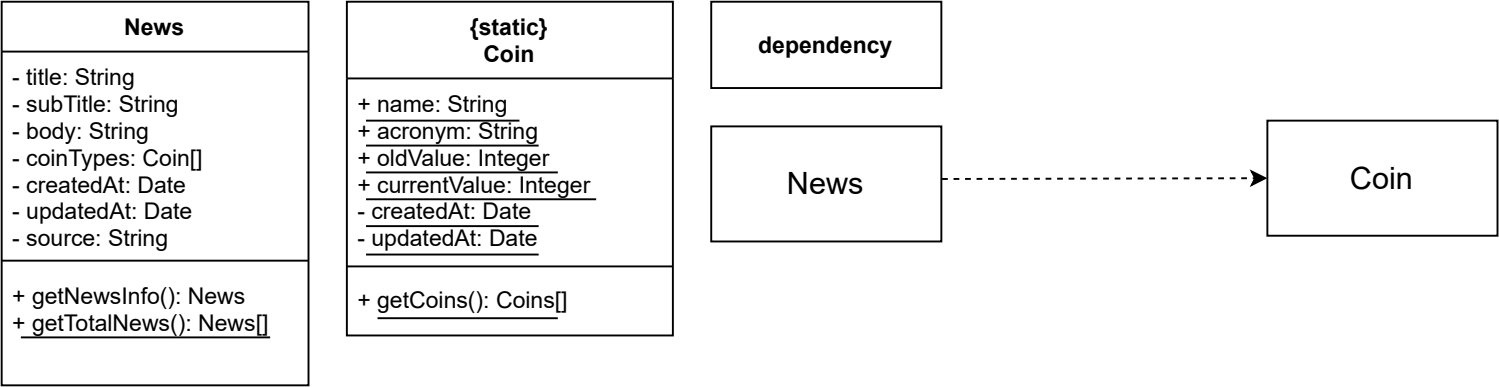 News
- title: String
- subTitle: String
- body: String
- coinTypes: Coin[]
- createdAt: Date
- updatedAt: Date
- source: String
+ getNewsInfo(): News
+ getTotalNews(): News[]
{static}
Coin
+ name: String
+ acronym: String
+ oldValue: Integer
+ currentValue: Integer
- createdAt: Date
- updatedAt: Date
+ getCoins(): Coins[]
dependency
News
Coin